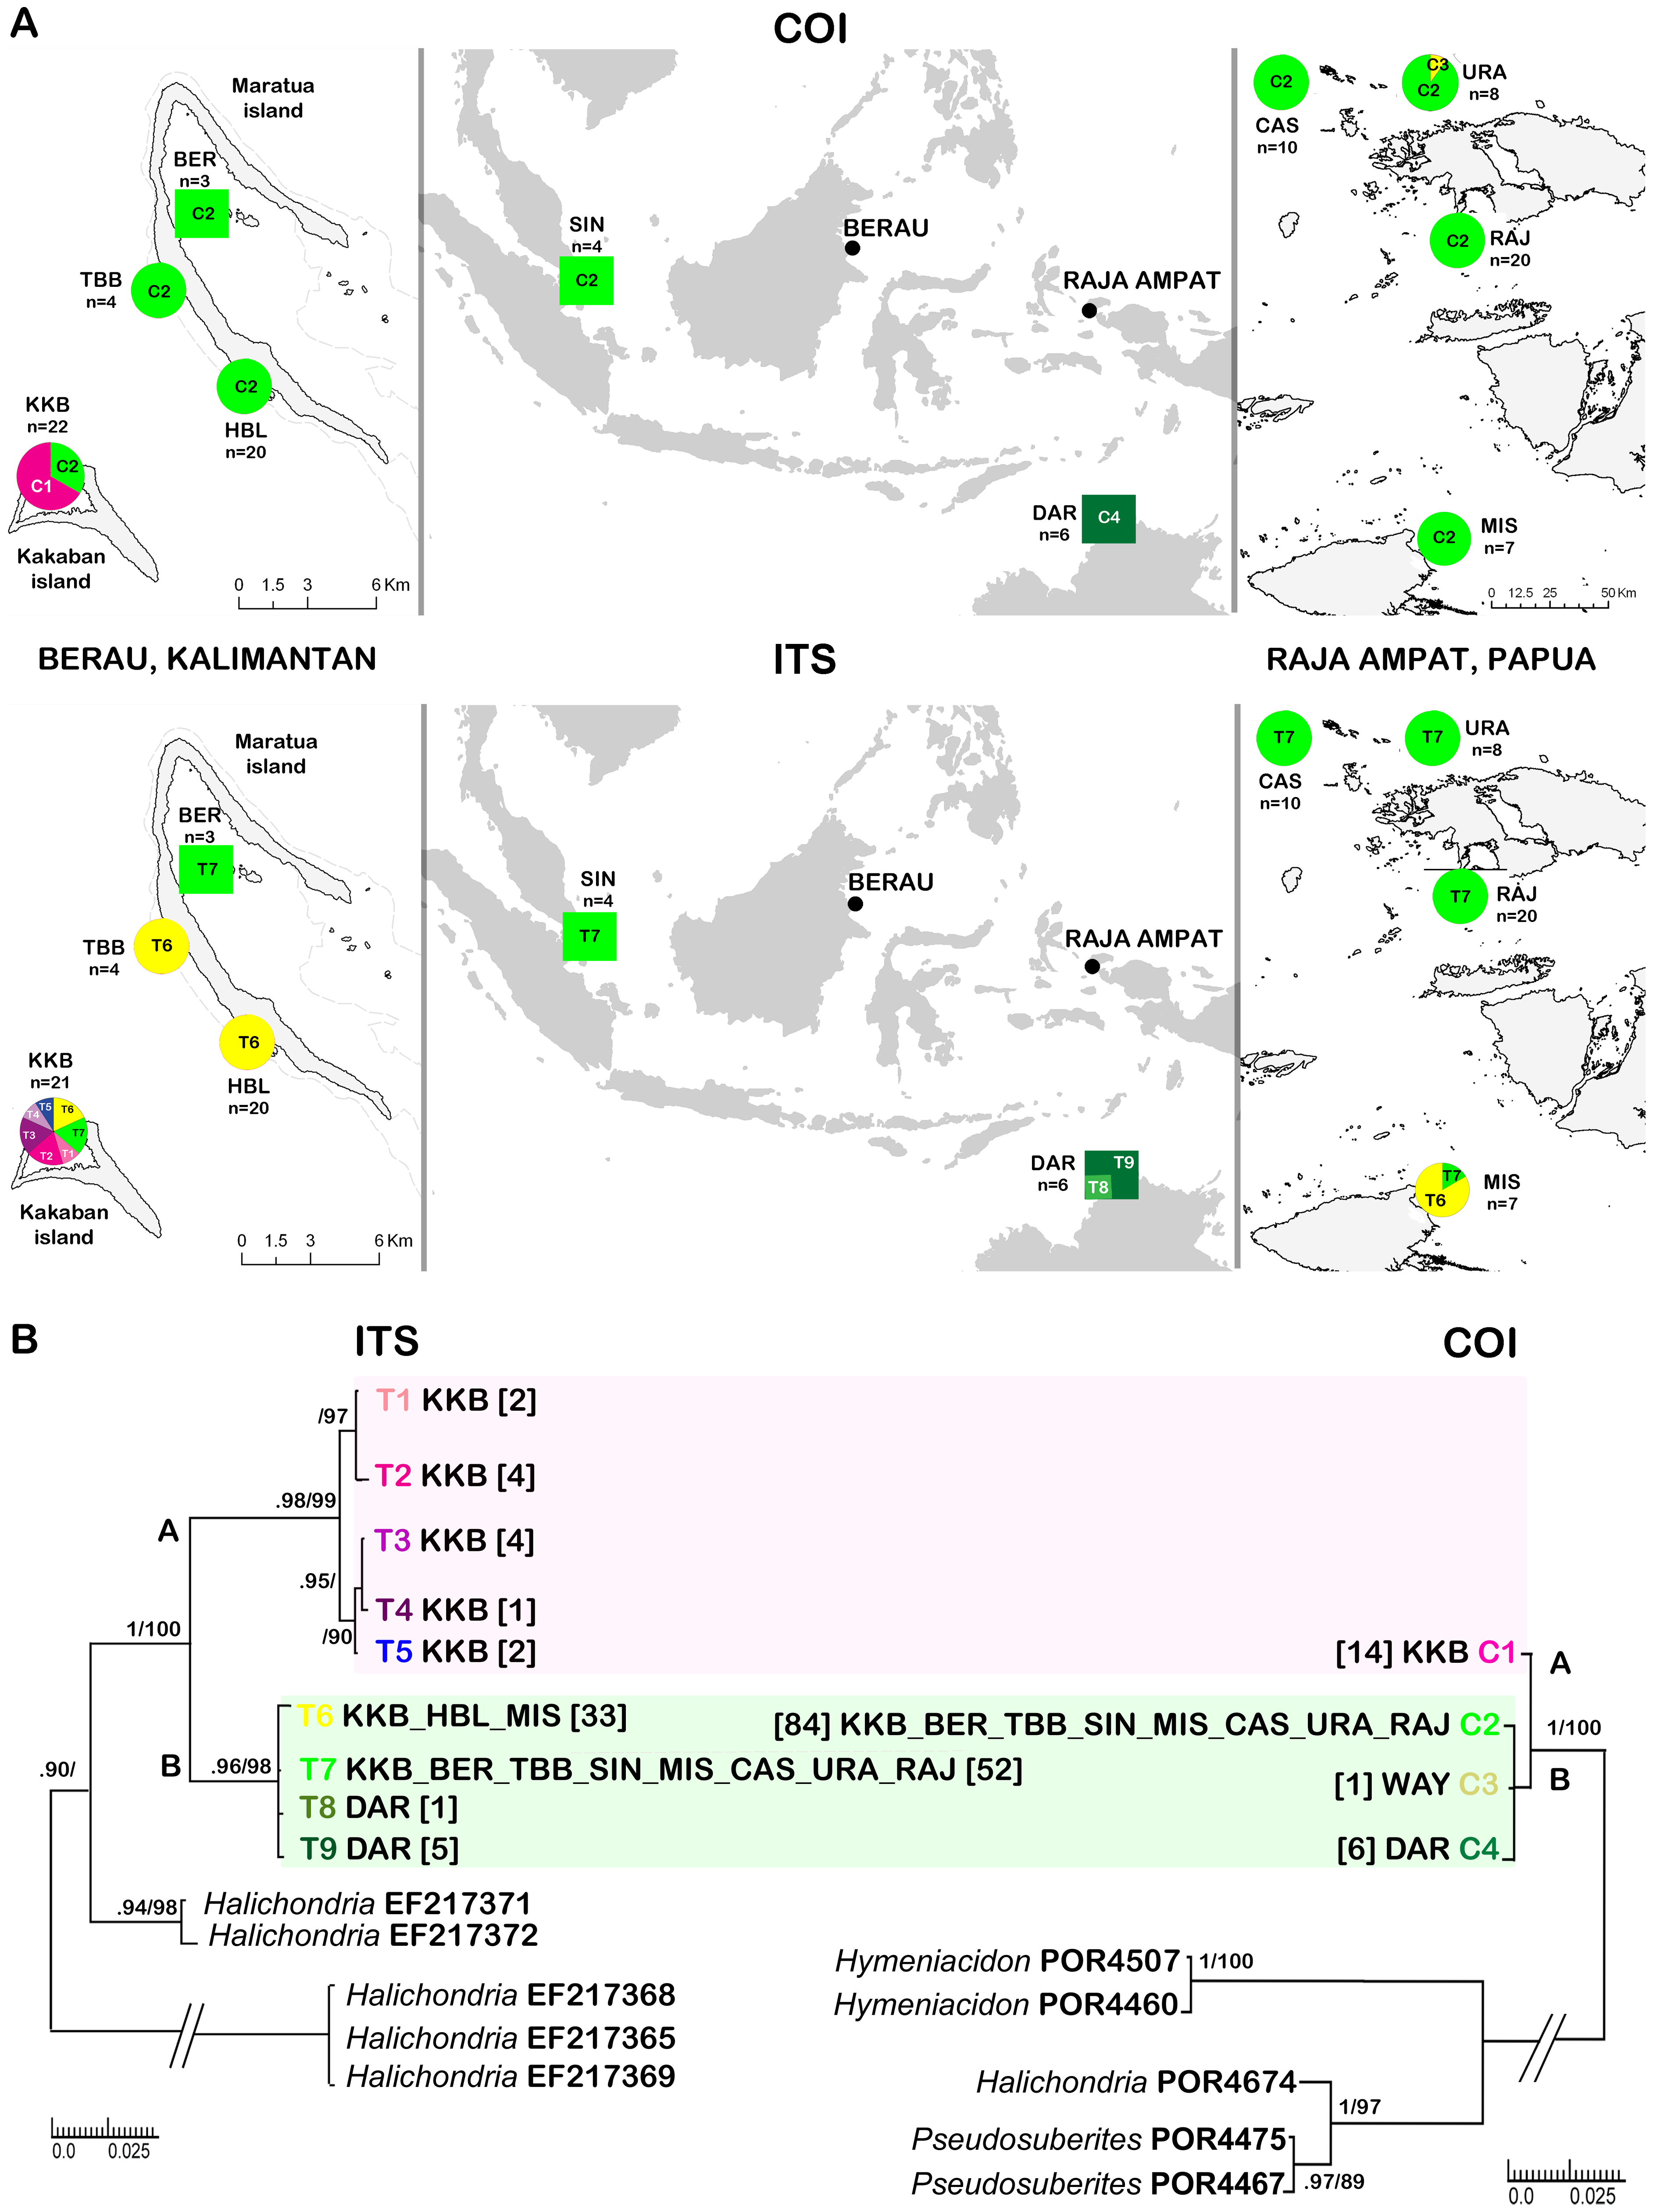 A
COI
Maratua
island
BER
n=3
C2
TBB
n=4
C2
C2
HBL
n=20
KKB
n=22
C2
C1
Kakaban
island
0 1.5 3 6 Km
SIN
n=4
C2
BERAU
RAJA AMPAT
DAR
n=6
C4
C2
CAS
n=10
C3
C2
URA
n=8
C2
RAJ
n=20
C2
MIS
n=7
0 12.5 25 50 Km
BERAU, KALIMANTAN
ITS
RAJA AMPAT, PAPUA
Maratua
island
BER
n=3
T7
TBB
n=4
T6
T6
HBL
n=20
KKB
n=21
T5
T6
T4
T7
T3
T2
T1
Kakaban
island
0 1.5 3 6 Km
SIN
n=4
T7
BERAU
RAJA AMPAT
DAR
n=6
T9
T8
T7
CAS
n=10
T7
URA
n=8
T7
RAJ
n=20
T7
T6
MIS
n=7
B
ITS
COI
T1 KKB [2]
/97
T2 KKB [4]
.98/99
A
T3 KKB [4]
.95/
T4 KKB [1]
1/100
/90
T5 KKB [2]
[14] KKB C1
A
T6 KKB_HBL_MIS [33]
[84] KKB_BER_TBB_SIN_MIS_CAS_URA_RAJ C2
1/100
.90/
B
.96/98
T7 KKB_BER_TBB_SIN_MIS_CAS_URA_RAJ [52]
[1] WAY C3
B
T8 DAR [1]
T9 DAR [5]
[6] DAR C4
.94/98
Halichondria EF217371
Halichondria EF217372
Hymeniacidon POR4507
1/100
Hymeniacidon POR4460
Halichondria EF217368
Halichondria EF217365
Halichondria EF217369
Halichondria POR4674
1/97
Pseudosuberites POR4475
Pseudosuberites POR4467
.97/89
0.0 0.025
0.0 0.025